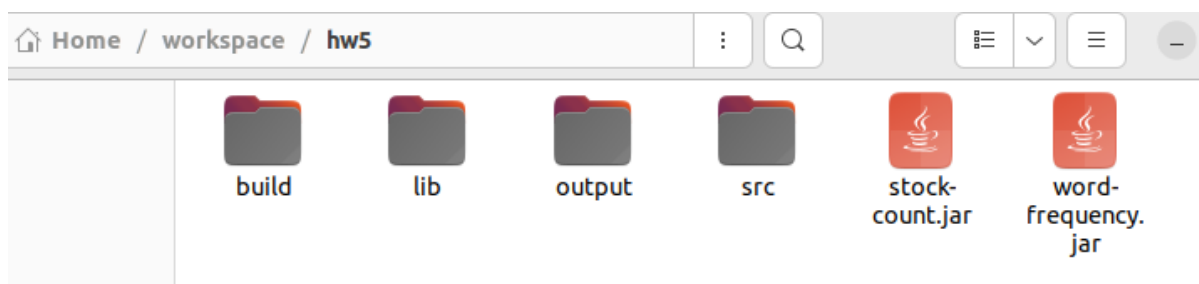 Home / workspace / hw5
build
lib
output
src
stock-
count.jar
word-
frequency.
jar